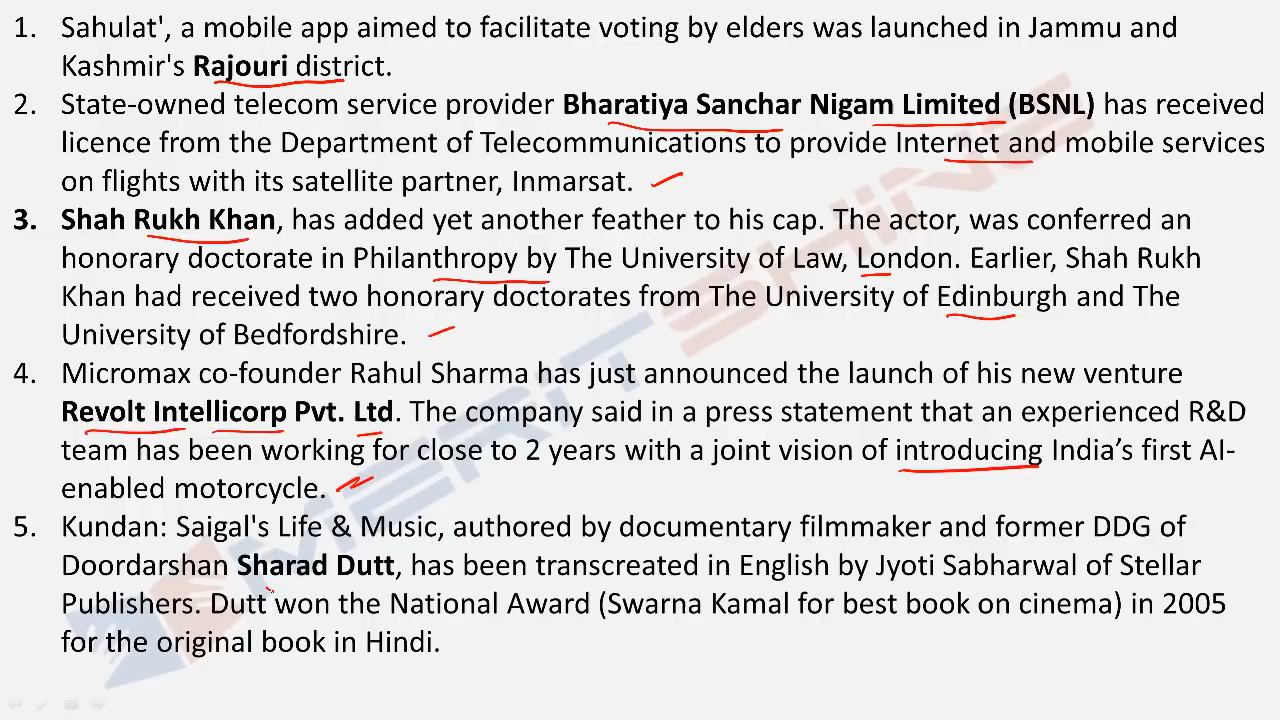 1. Sahulat', a mobile app aimed to facilitate voting by elders was launched in Jammu and
Kashmir's Rajouri district.
2. State-owned telecom service provider Bharatiya Sanchar Nigam Limited (BSNL) has received
licence from the Department of Telecommunications to provide Internet and mobile services
on flights with its satellite partner, Inmarsat.
3. Shah Rukh Khan, has added yet another feather to his cap. The actor, was conferred an
honorary doctorate in Philanthropy by The University of Law, London. Earlier, Shah Rukh
Khan had received two honorary doctorates from The University of Edinburgh and The
University of Bedfordshire.
4. Micromax co-founder Rahul Sharma has just announced the launch of his new venture
Revolt Intellicorp Pvt. Ltd. The company said in a press statement that an experienced R&D
team has been working for close to 2 years with a joint vision of introducing India’s first AI-
enabled motorcycle.
5. Kundan: Saigal's Life & Music, authored by documentary filmmaker and former DDG of
Doordarshan Sharad Dutt, has been transcreated in English by Jyoti Sabharwal of Stellar
Publishers. Dutt won the National Award (Swarna Kamal for best book on cinema) in 2005
for the original book in Hindi.
MERITSHINE